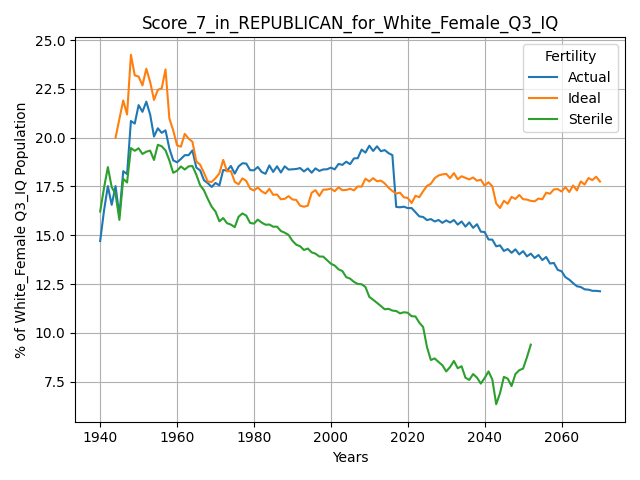 Score_7_in_REPUBLICAN_for_White_Female_Q3_IQ
% of White_Female Q3_IQ Population
25.0
22.5
20.0
17.5
15.0
12.5
10.0
7.5
Fertility
Actual
Ideal
Sterile
1940
1960
1980
2000
2020
2040
2060
Years